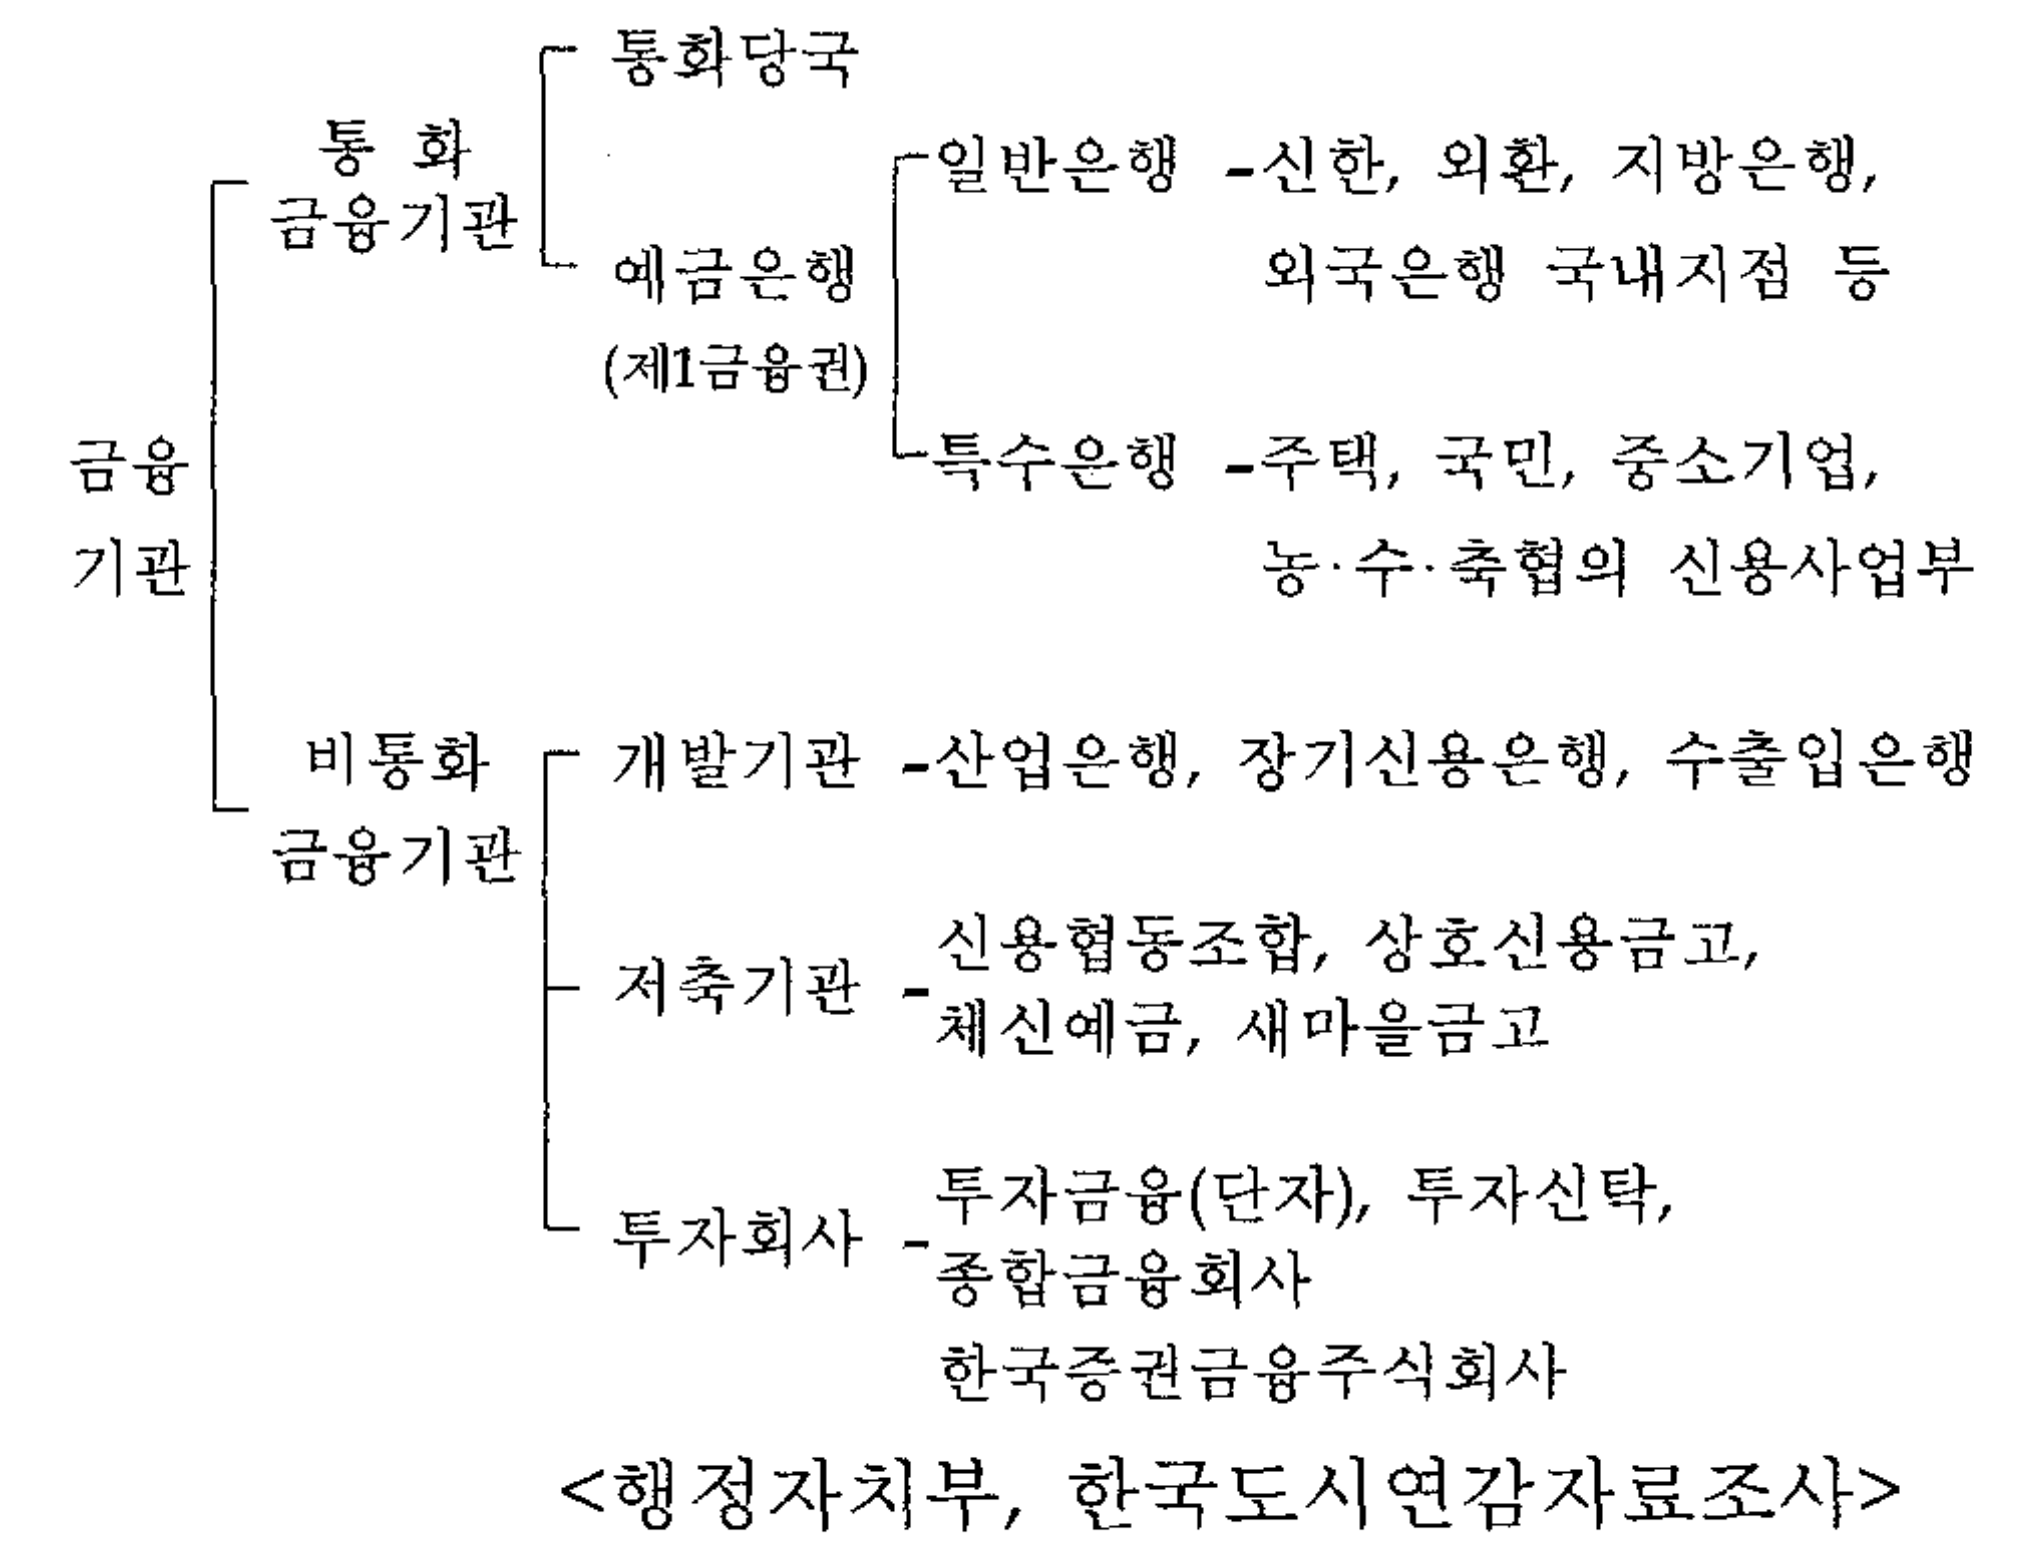 통화당국
통 화
금융기관
일반은행 -신한, 외환, 지방은행,
예금은행
외국은행 국내지점 등
(제1금융권)
금융
기관
특수은행 -주택, 국민, 중소기업,
농·수·축협의 신용사업부
비통화
금융기관
개발기관 -산업은행, 장기신용은행, 수출입은행
저축기관 -
신용협동조합, 상호신용금고,
체신예금, 새마을금고
투자회사 -
투자금융(단자), 투자신탁,
종합금융회사
한국증권금융주식회사
<행정자치부, 한국도시연감자료조사>